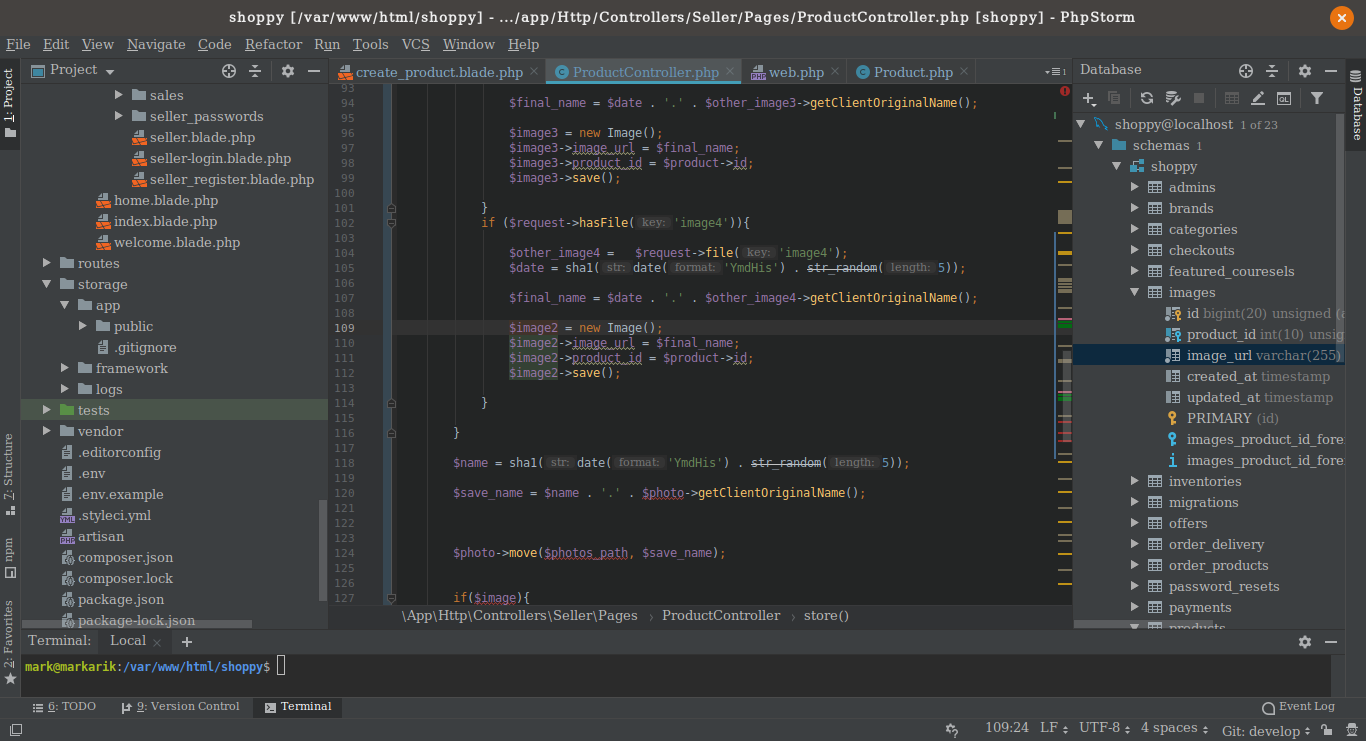 shoppy [/var/www/html/shoppy] - .../app/Http/Controllers/Seller/Pages/ProductController.php [shoppy] - PhpStorm
File Edit View Navigate Code Refactor Run Tools VCS Window Help
1: Project
7: Structure
npm
2: Favorites
Project
sales
seller_passwords
seller.blade.php
seller-login.blade.php
seller_register.blade.php
home.blade.php
index.blade.php
welcome.blade.php
routes
storage
app
public
.gitignore
framework
logs
tests
vendor
.editorconfig
.env
.env.example
.styleci.yml
artisan
composer.json
composer.lock
package.json
package-lock.json
create_product.blade.php ProductController.php web.php Product.php 1
93
94 $final_name = $date . '.' . $other_image3->getClientOriginalName();
95
96 $image3 = new Image();
97 $image3->image_url = $final_name;
98 $image3->product_id = $product->id;
99 $image3->save();
100
101 }
102 if ($request->hasFile( key: 'image4')){
103
104 $other_image4 = $request->file( key: 'image4');
105 $date = sha1( str: date( format: 'YmdHis') . str_random( length: 5));
106
107 $final_name = $date . '.' . $other_image4->getClientOriginalName();
108
109 $image2 = new Image();
110 $image2->image_url = $final_name;
111 $image2->product_id = $product->id;
112 $image2->save();
113
114 }
115
116 }
117
118 $name = sha1( str: date( format: 'YmdHis') . str_random( length: 5));
119
120 $save_name = $name . '.' . $photo->getClientOriginalName();
121
122
123
124 $photo->move($photos_path, $save_name);
125
126
127 if($image){
\App\Http\Controllers\Seller\Pages › ProductController › store()
Database
Database
shoppy@localhost 1 of 23
schemas 1
shoppy
admins
brands
categories
checkouts
featured_couresels
images
id bigint(20) unsigned (a
product_id int(10) unsig
image_url varchar(255)
created_at timestamp
updated_at timestamp
PRIMARY (id)
images_product_id_fore
images_product_id_fore
inventories
migrations
offers
order_delivery
order_products
password_resets
payments
products
Terminal: Local
mark@markarik:/var/www/html/shoppy$
6: TODO 9: Version Control Terminal Event Log
109:24 LF UTF-8 4 spaces Git: develop